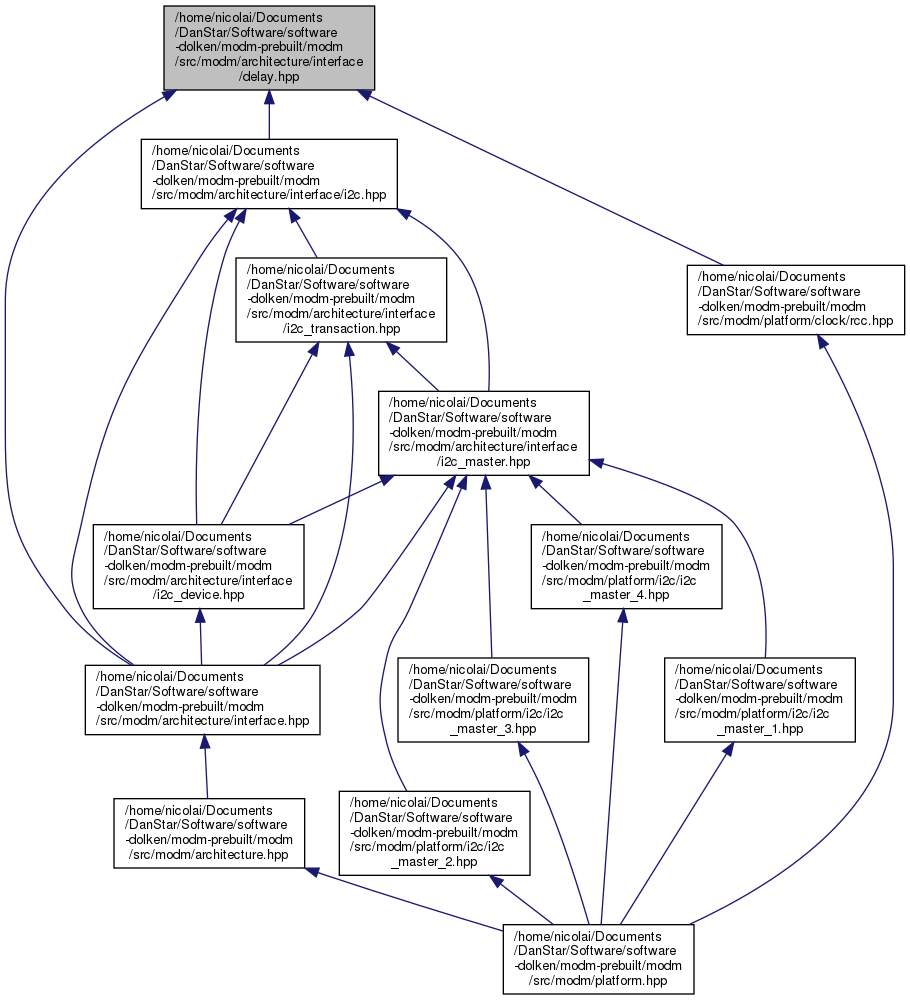 /home/nicolai/Documents
/DanStar/Software/software
-dolken/modm-prebuilt/modm
/src/modm/architecture/interface
/delay.hpp
/home/nicolai/Documents
/DanStar/Software/software
-dolken/modm-prebuilt/modm
/src/modm/architecture/interface/i2c.hpp
/home/nicolai/Documents
/DanStar/Software/software
-dolken/modm-prebuilt/modm
/src/modm/architecture/interface
/i2c_transaction.hpp
/home/nicolai/Documents
/DanStar/Software/software
-dolken/modm-prebuilt/modm
/src/modm/platform/clock/rcc.hpp
/home/nicolai/Documents
/DanStar/Software/software
-dolken/modm-prebuilt/modm
/src/modm/architecture/interface
/i2c_master.hpp
/home/nicolai/Documents
/DanStar/Software/software
-dolken/modm-prebuilt/modm
/src/modm/architecture/interface
/i2c_device.hpp
/home/nicolai/Documents
/DanStar/Software/software
-dolken/modm-prebuilt/modm
/src/modm/platform/i2c/i2c
_master_4.hpp
/home/nicolai/Documents
/DanStar/Software/software
-dolken/modm-prebuilt/modm
/src/modm/architecture/interface.hpp
/home/nicolai/Documents
/DanStar/Software/software
-dolken/modm-prebuilt/modm
/src/modm/platform/i2c/i2c
_master_3.hpp
/home/nicolai/Documents
/DanStar/Software/software
-dolken/modm-prebuilt/modm
/src/modm/platform/i2c/i2c
_master_1.hpp
/home/nicolai/Documents
/DanStar/Software/software
-dolken/modm-prebuilt/modm
/src/modm/architecture.hpp
/home/nicolai/Documents
/DanStar/Software/software
-dolken/modm-prebuilt/modm
/src/modm/platform/i2c/i2c
_master_2.hpp
/home/nicolai/Documents
/DanStar/Software/software
-dolken/modm-prebuilt/modm
/src/modm/platform.hpp